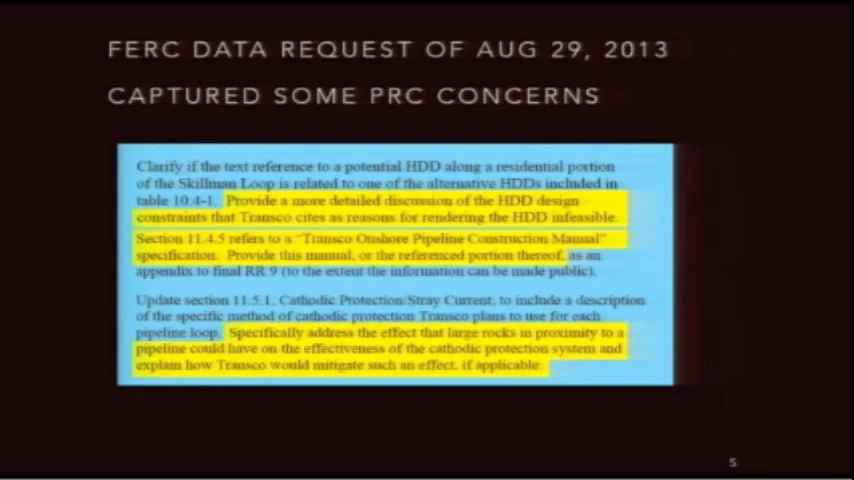 FERC DATA REQUEST OF AUG 29, 2013
CAPTURED SOME PRC CONCERNS
Clarify if the text reference to a potential HDD along a residential portion
of the Skillman Loop is related to one of the alternative HDDs included in
table 10.4-1. Provide a more detailed discussion of the HDD design
constraints that Transco cites as reasons for rendering the HDD infeasible.
Section 11.4.5 refers to a “Transco Onshore Pipeline Construction Manual”
specification. Provide this manual, or the referenced portion thereof, as an
appendix to final RR 9 (to the extent the information can be made public).
Update section 11.5.1, Cathodic Protection/Stray Current, to include a description
of the specific method of cathodic protection Transco plans to use for each
pipeline loop. Specifically address the effect that large rocks in proximity to a
pipeline could have on the effectiveness of the cathodic protection system and
explain how Transco would mitigate such an effect, if applicable.
5